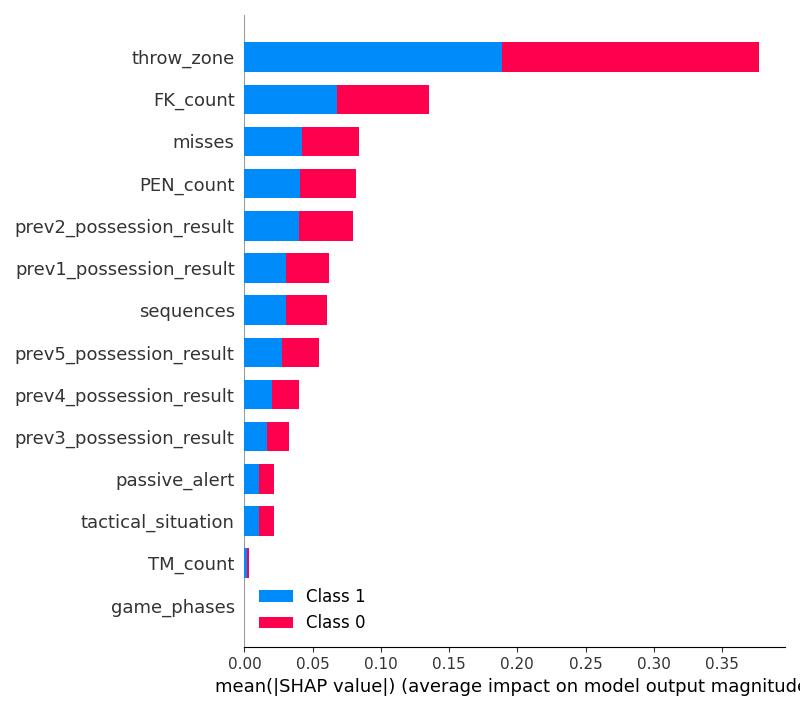 throw_zone
FK_count
misses
PEN_count
prev2_possession_result
prev1_possession_result
sequences
prev5_possession_result
prev4_possession_result
prev3_possession_result
passive_alert
tactical_situation
TM_count
game_phases
Class 1
Class 0
0.00 0.05 0.10 0.15 0.20 0.25 0.30 0.35
mean(|SHAP value|) (average impact on model output magnitude